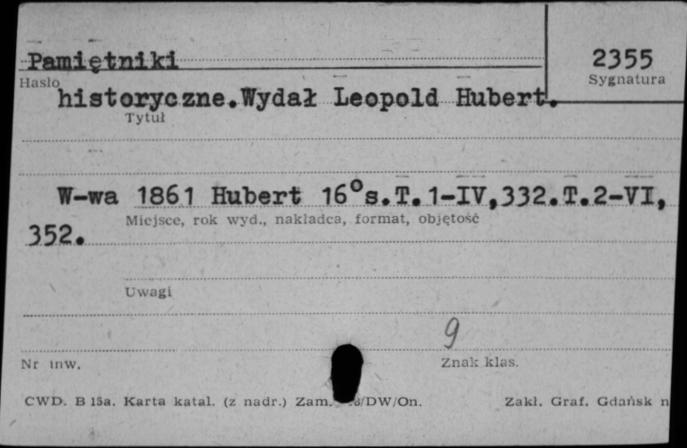 Pamiętniki
2355
Hasło
Sygnatura
historyczne.Wydał Leopold Hubert.
Tytuł
W-wa 1861 Hubert 16°s.T.1-IV,332.T.2-VI,
Miejsce, rok wyd., nakładca, format, objętość
352.
Uwagi
9
Nr inw.
Znak klas.
CWD. B 15a. Karta katal. (z nadr.) Zam. /DW/On.
Zakł. Graf. Gdańsk